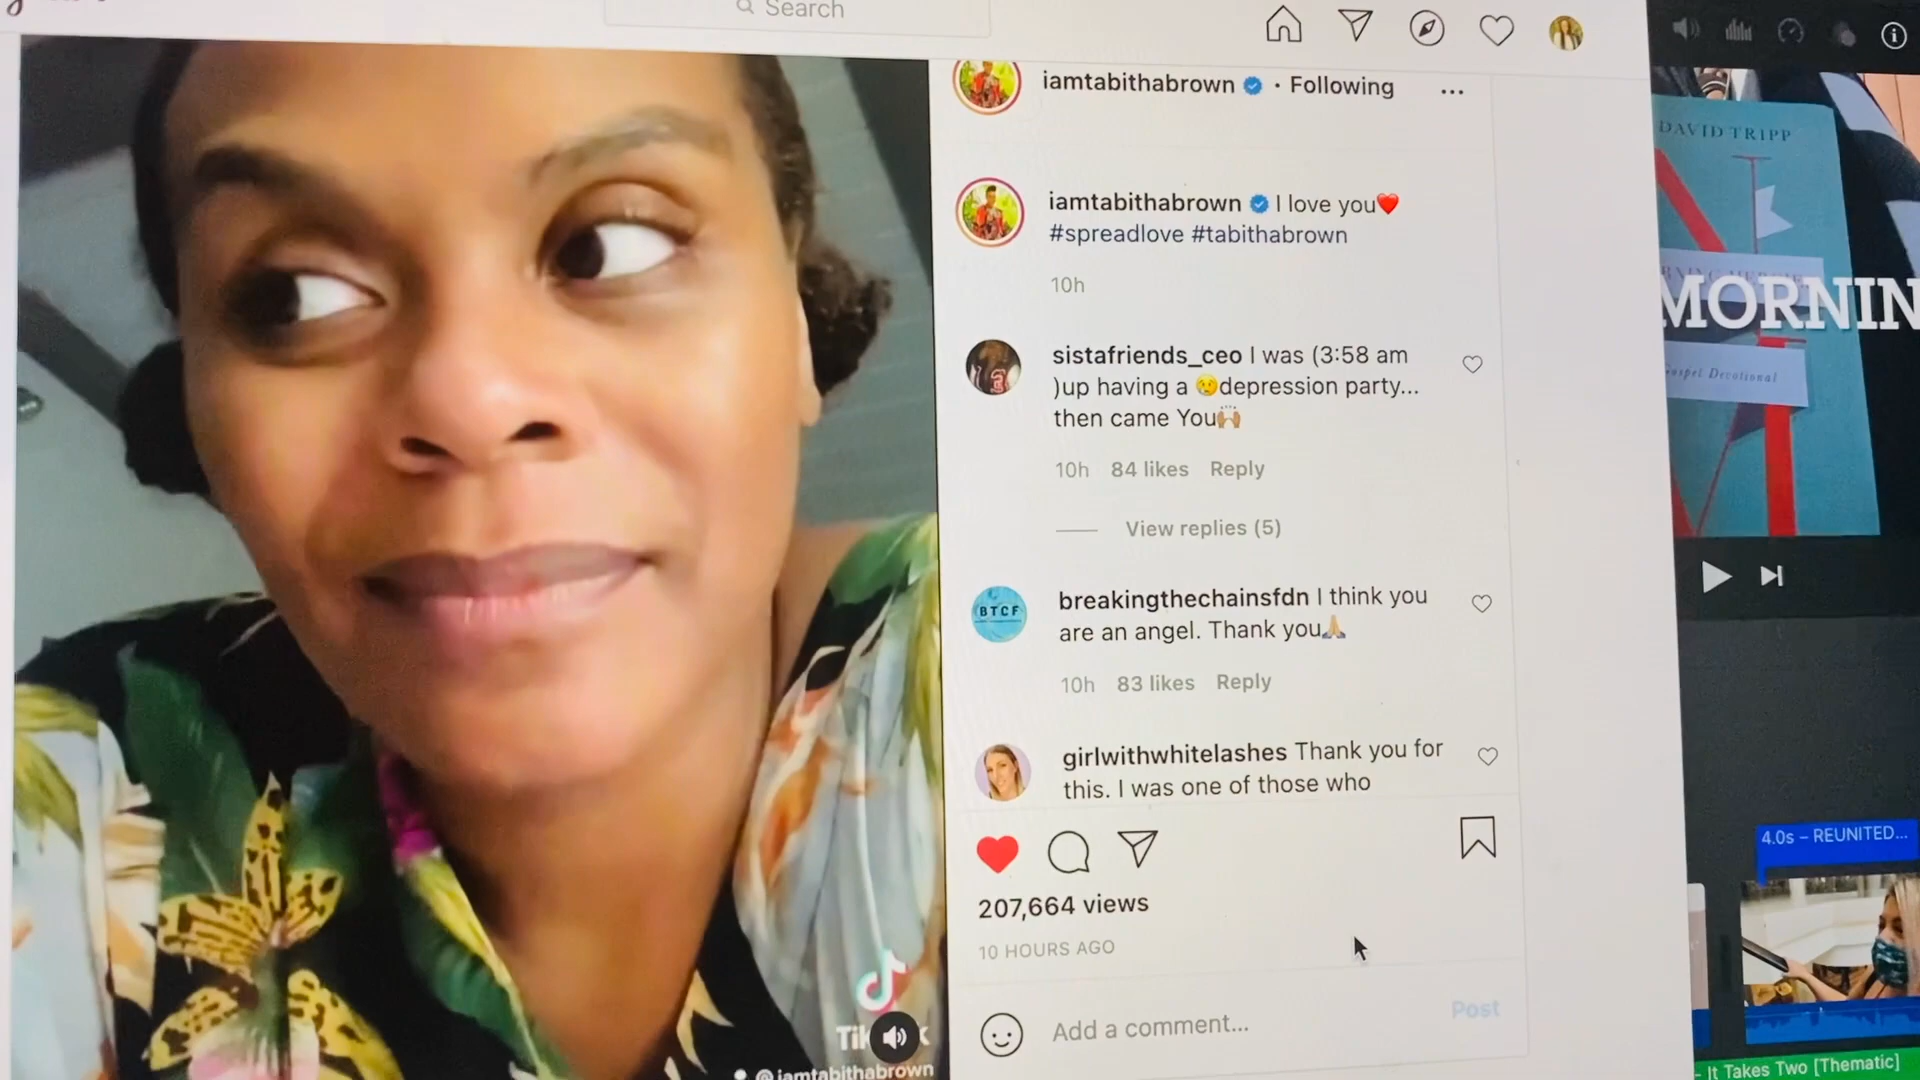 Search
iamtabithabrown • Following
...
iamtabithabrown I love you❤️
#spreadlove #tabithabrown
10h
sistafriends_ceo I was (3:58 am
)up having a 😢depression party...
then came You🙌🏼
10h 84 likes Reply
View replies (5)
BTCF
breakingthechainsfdn I think you
are an angel. Thank you🙏🏼
10h 83 likes Reply
girlwithwhitelashes Thank you for
this. I was one of those who
207,664 views
10 HOURS AGO
Add a comment...
Post
@iamtabithabrown
DAVID TRIPP
MORNIN
Gospel Devotional
4.0s – REUNITED...
- It Takes Two [Thematic]